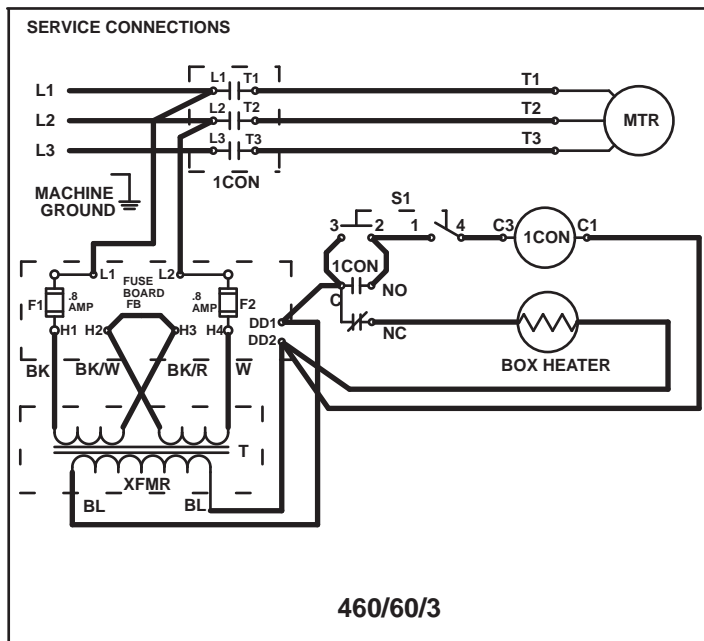 SERVICE CONNECTIONS
L1 L1 T1 T1
L2 L2 T2 T2 MTR
L3 L3 T3 T3
1CON
MACHINE
GROUND
S1
3 2 1 4 C3 1CON C1
1CON
C NO
NC
BOX HEATER
L1 L2
FUSE
BOARD
FB
F1 .8
AMP
.8
AMP F2
H1 H2 H3 H4
DD1
DD2
BK BK/W BK/R W
T
XFMR
BL BL
460/60/3